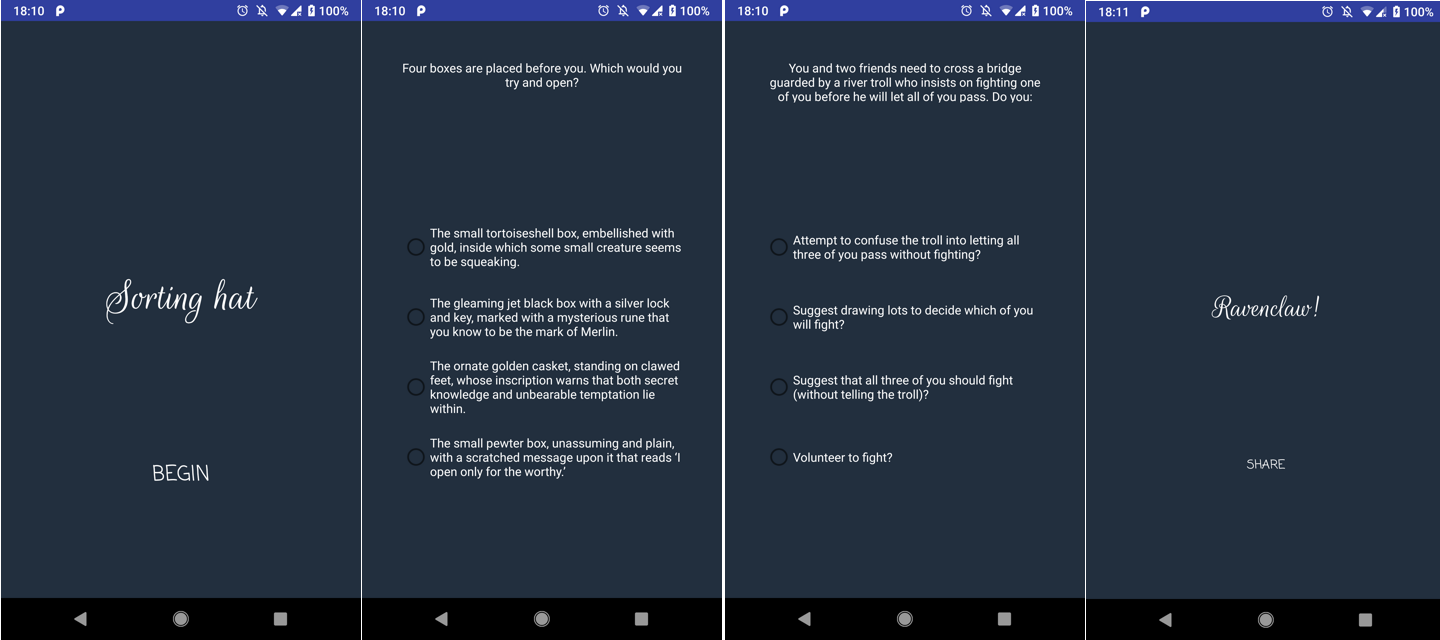 18:10
100%
Sorting hat
BEGIN
18:10
100%
Four boxes are placed before you. Which would you
try and open?
The small tortoiseshell box, embellished with
gold, inside which some small creature seems
to be squeaking.
The gleaming jet black box with a silver lock
and key, marked with a mysterious rune that
you know to be the mark of Merlin.
The ornate golden casket, standing on clawed
feet, whose inscription warns that both secret
knowledge and unbearable temptation lie
within.
The small pewter box, unassuming and plain,
with a scratched message upon it that reads ‘I
open only for the worthy.’
18:10
100%
You and two friends need to cross a bridge
guarded by a river troll who insists on fighting one
of you before he will let all of you pass. Do you:
Attempt to confuse the troll into letting all
three of you pass without fighting?
Suggest drawing lots to decide which of you
will fight?
Suggest that all three of you should fight
(without telling the troll)?
Volunteer to fight?
18:11
100%
Ravenclaw!
SHARE